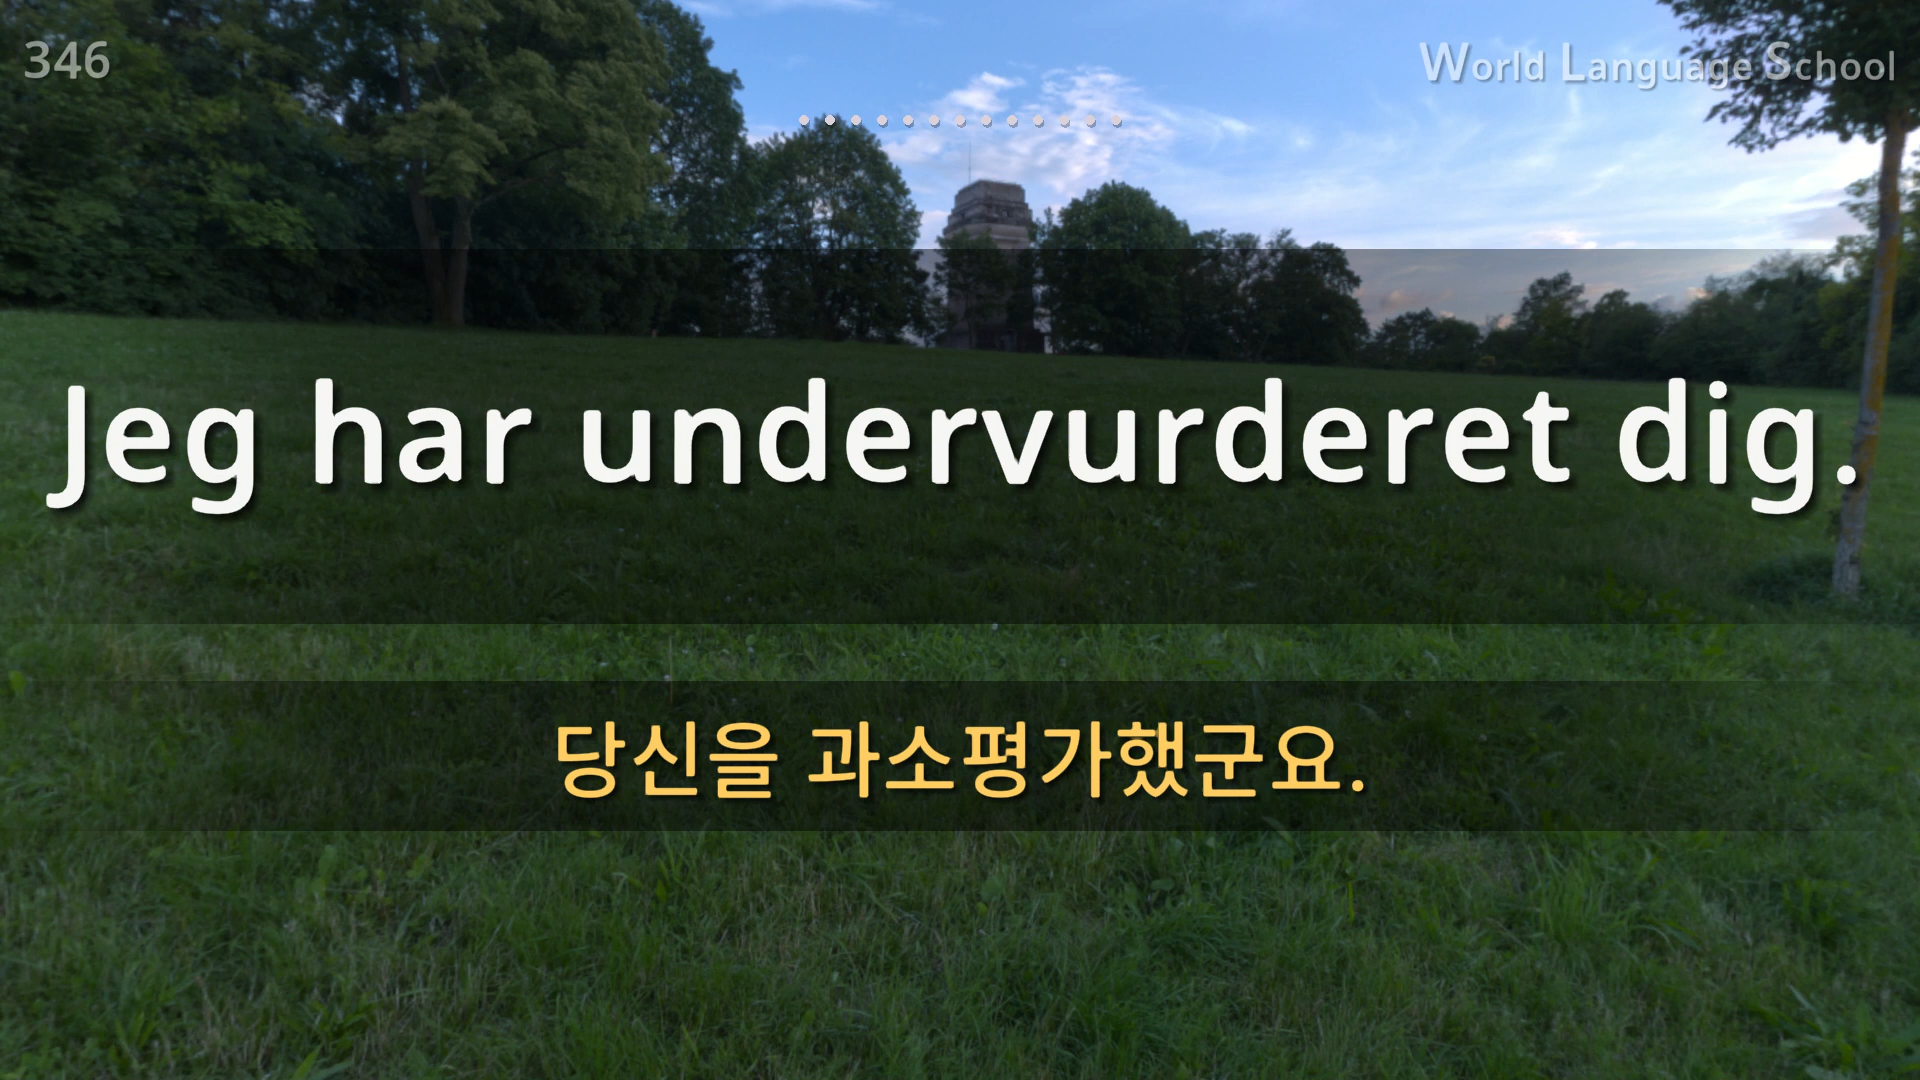 346
World Language School
Jeg har undervurderet dig.
당신을 과소평가했군요.